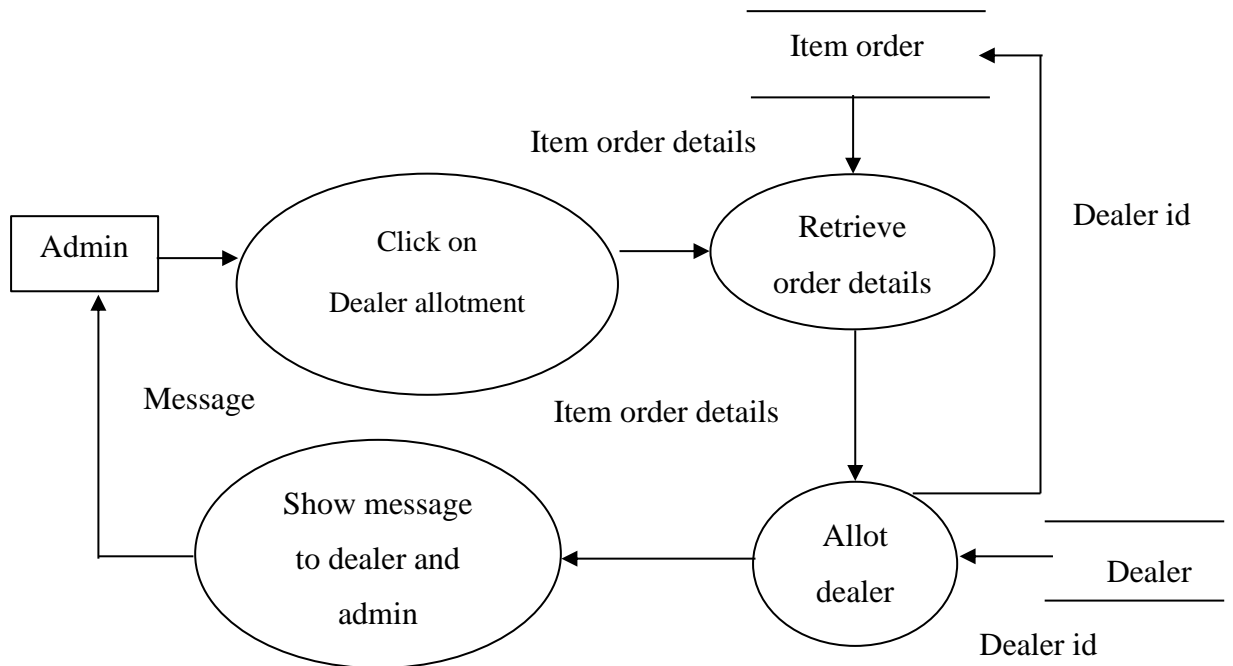 Item order
Item order details
Admin
Click on
Dealer allotment
Retrieve
order details
Dealer id
Message
Item order details
Show message
to dealer and
admin
Allot
dealer
Dealer
Dealer id